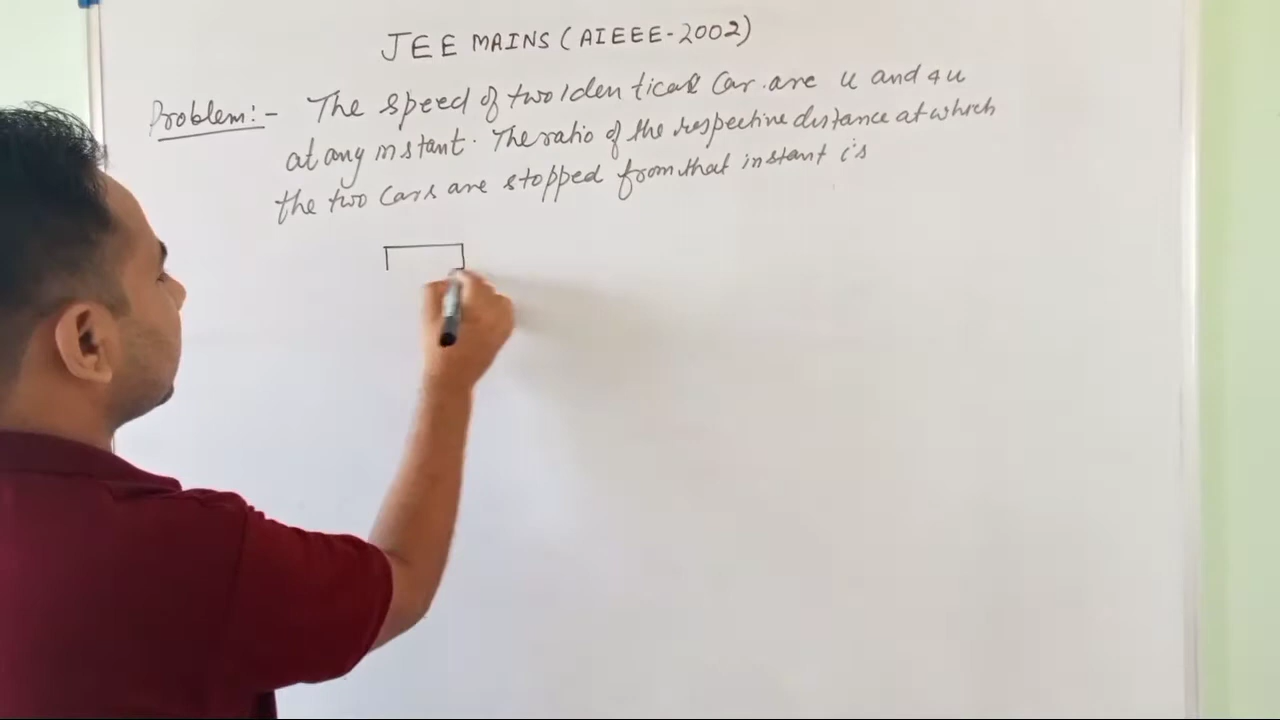 JEE MAINS (AIEEE-2002)
Problem:- The speed of two Identical Car are u and 4u
at any instant. The ratio of the respective distance at which
the two Cars are stopped from that instant is